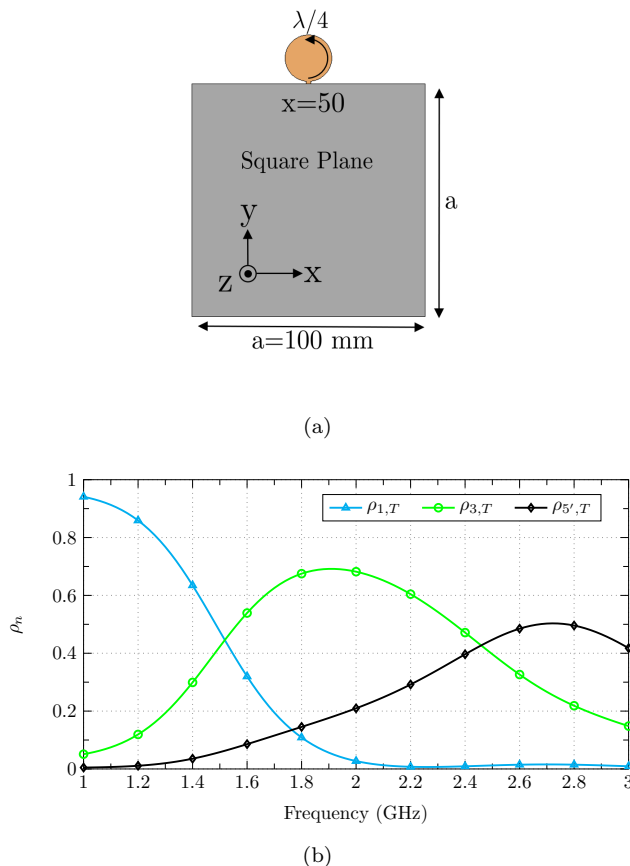 λ/4
x=50
Square Plane
a
y
z
x
a=100 mm
(a)
1
0.8
0.6
0.4
0.2
0
ρₙ
ρ₁,T ρ₃,T ρ₅′,T
1 1.2 1.4 1.6 1.8 2 2.2 2.4 2.6 2.8 3
Frequency (GHz)
(b)